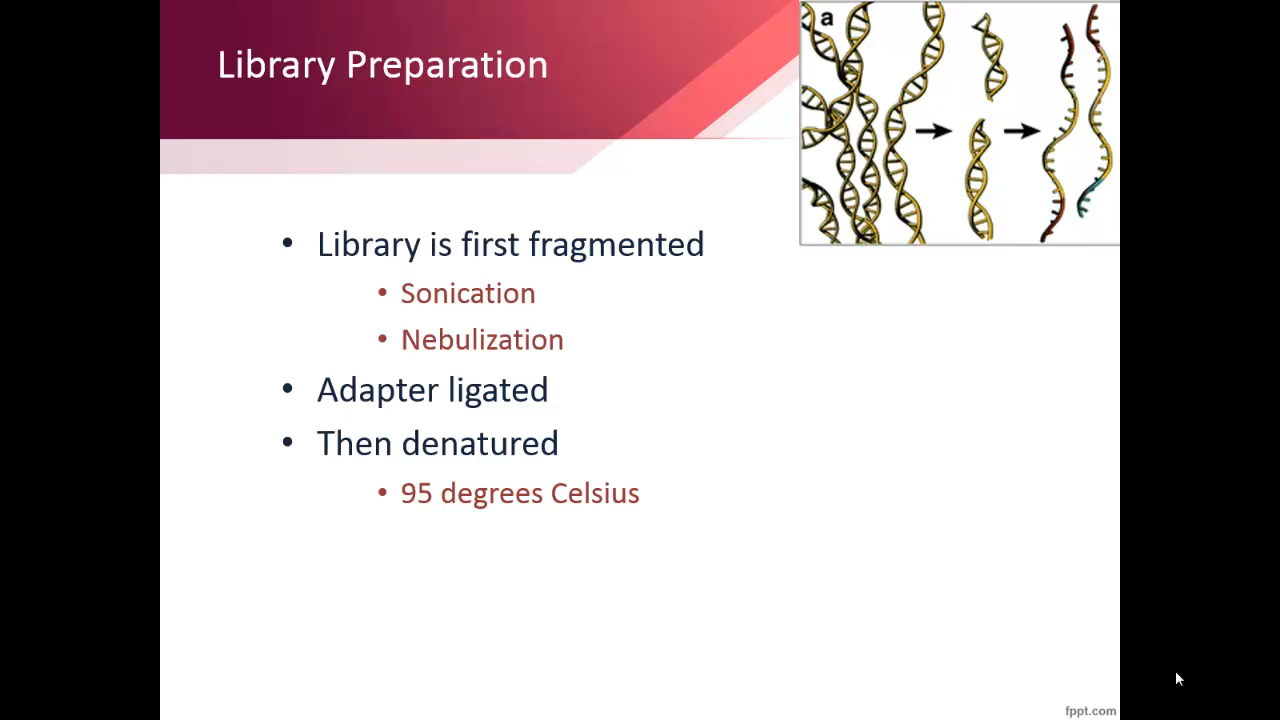 Library Preparation
a
• Library is first fragmented
• Sonication
• Nebulization
• Adapter ligated
• Then denatured
• 95 degrees Celsius
fppt.com